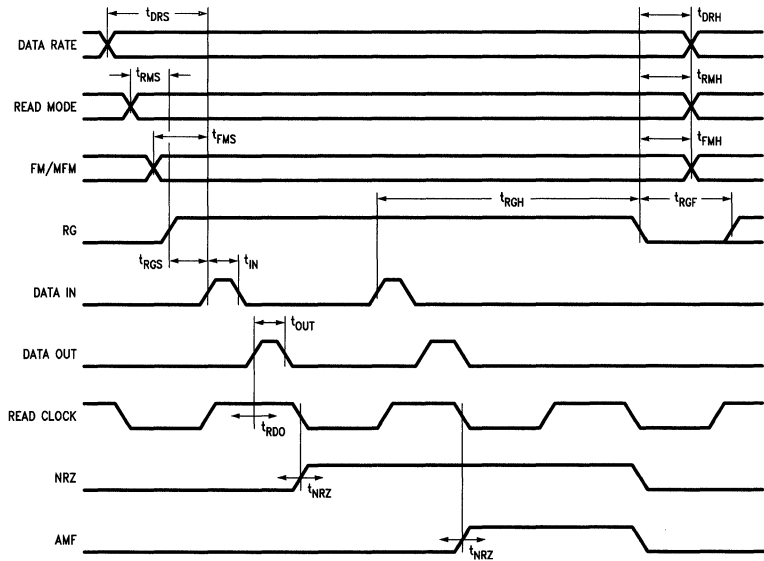 tDRS
tDRH
DATA RATE
tRMS
tRMH
READ MODE
tFMS
tFMH
FM/MFM
tRGH
tRGF
RG
tRGS
tIN
DATA IN
tOUT
DATA OUT
READ CLOCK
tRDO
NRZ
tNRZ
AMF
tNRZ